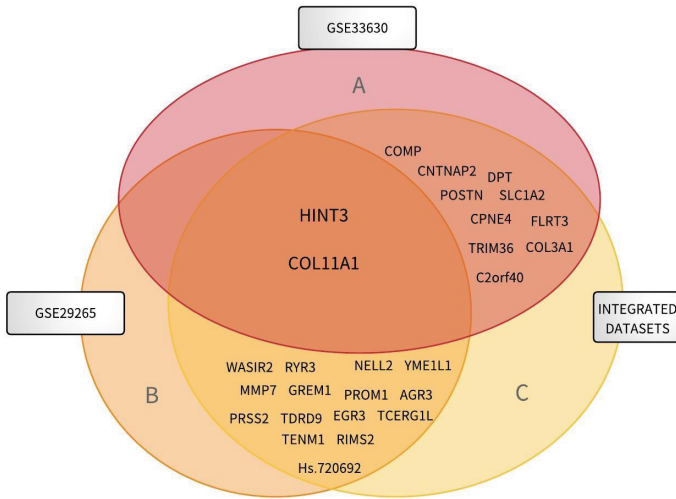 GSE33630
A
COMP
CNTNAP2 DPT
POSTN SLC1A2
HINT3
CPNE4 FLRT3
TRIM36 COL3A1
COL11A1
C2orf40
GSE29265
INTEGRATED
DATASETS
WASIR2 RYR3 NELL2 YME1L1
MMP7 GREM1 PROM1 AGR3
B
C
PRSS2 TDRD9 EGR3 TCERG1L
TENM1 RIMS2
Hs.720692